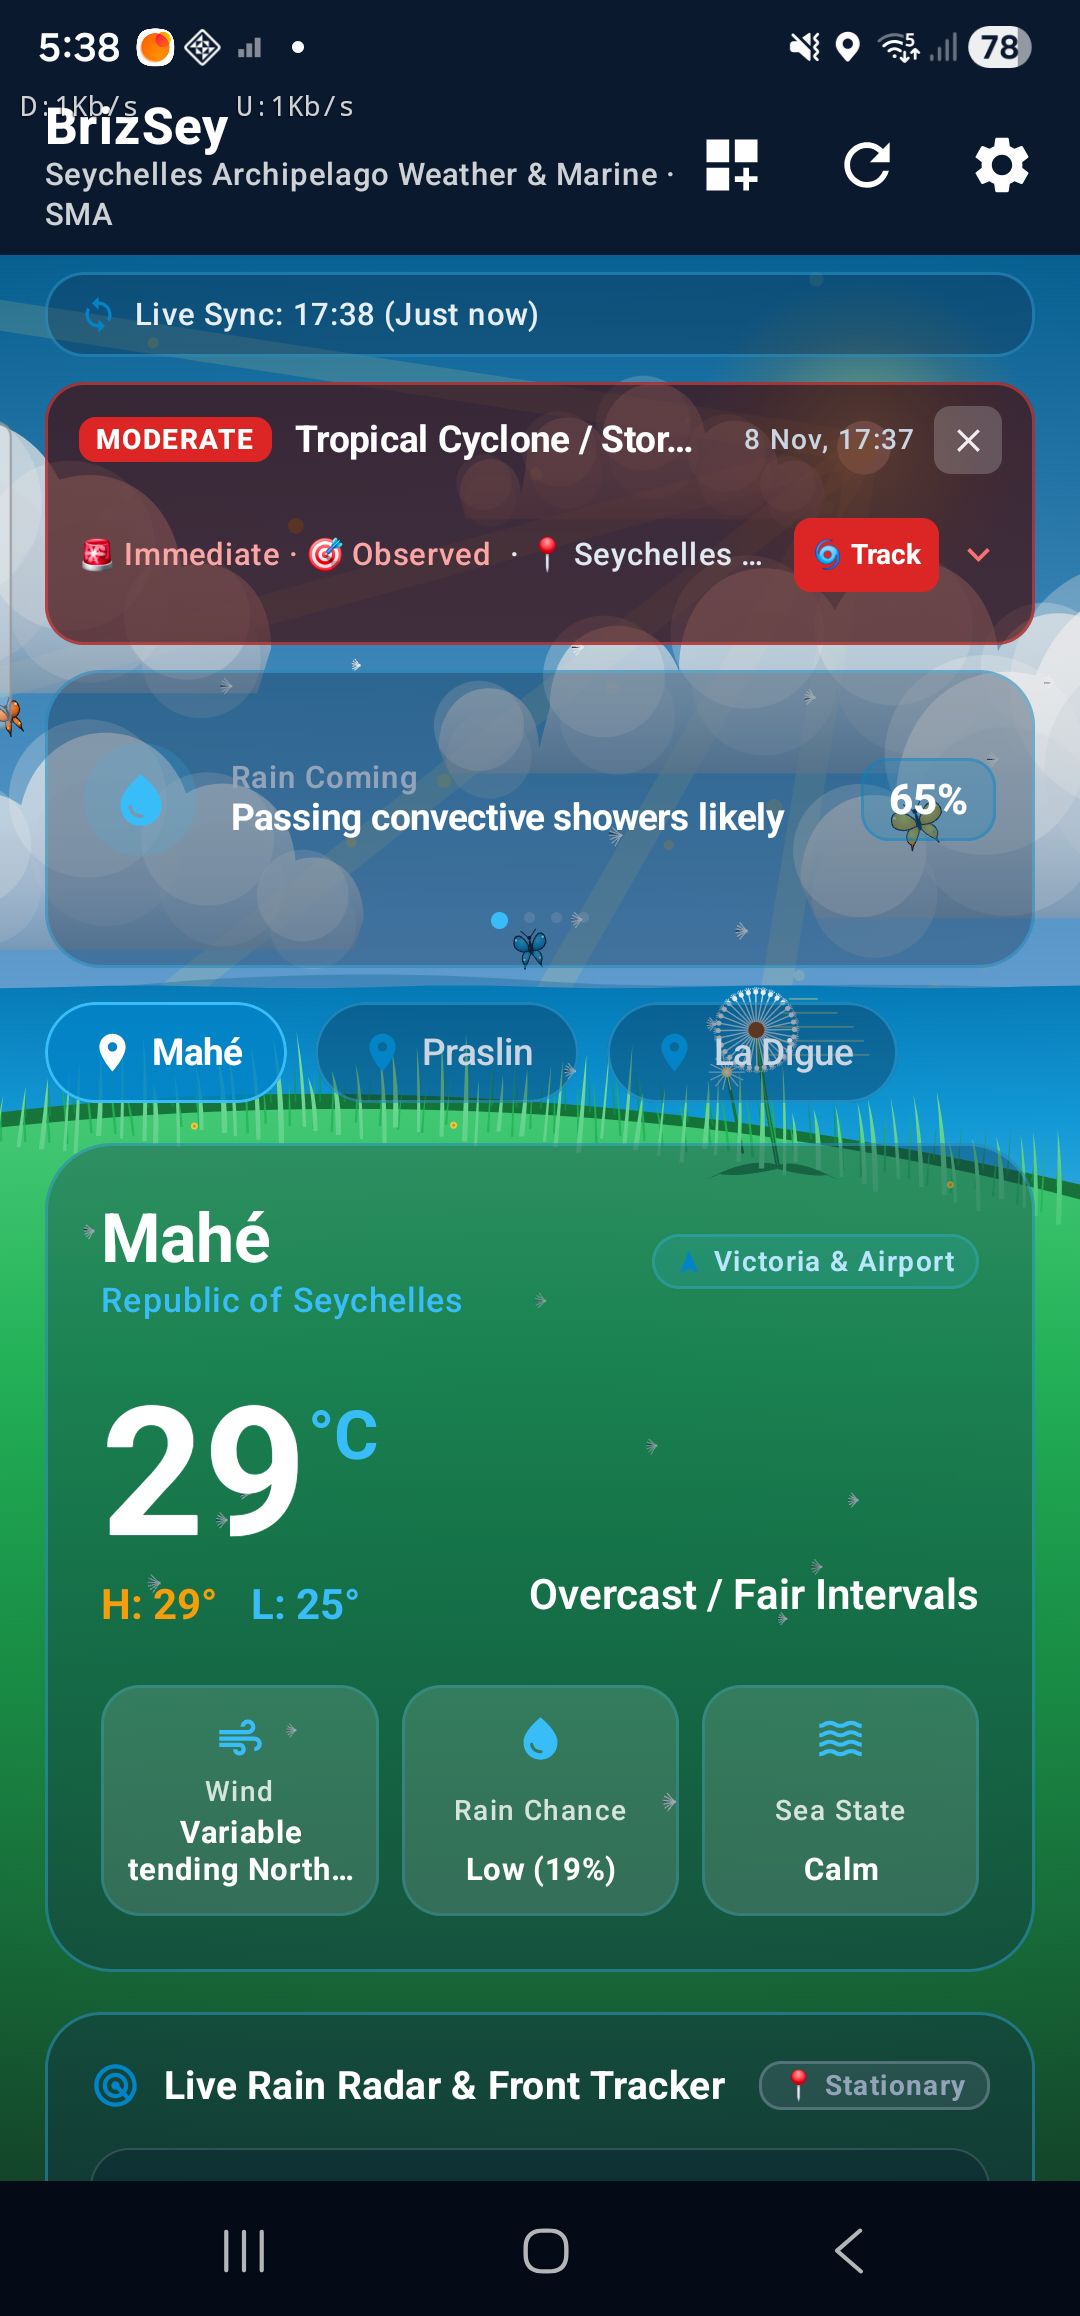 5:38
5
78
D:1Kb/s U:1Kb/s
BrizSey
Seychelles Archipelago Weather & Marine ·
SMA
Live Sync: 17:38 (Just now)
MODERATE Tropical Cyclone / Stor... 8 Nov, 17:37
Immediate · Observed · Seychelles ... Track
Rain Coming
Passing convective showers likely
65%
Mahé Praslin La Digue
Mahé
Republic of Seychelles
Victoria & Airport
29°C
H: 29° L: 25°
Overcast / Fair Intervals
Wind
Variable
tending North...
Rain Chance
Low (19%)
Sea State
Calm
Live Rain Radar & Front Tracker
Stationary